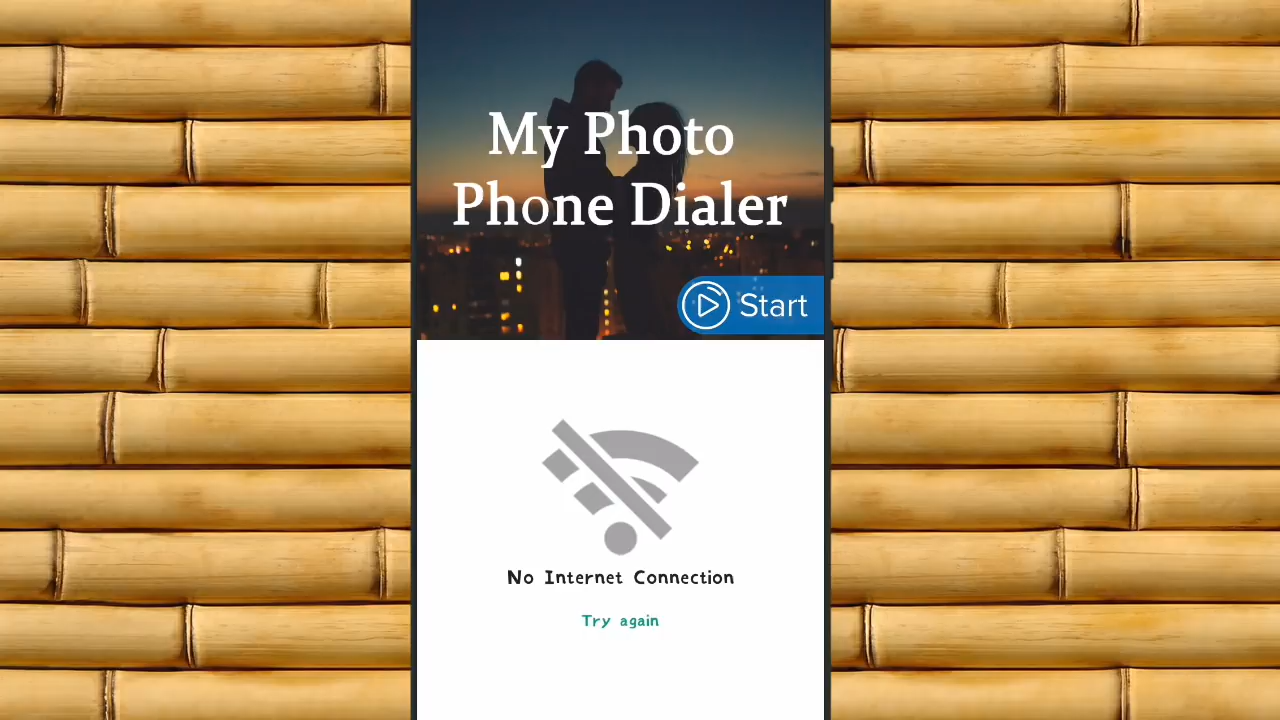 My Photo
Phone Dialer
Start
No Internet Connection
Try again